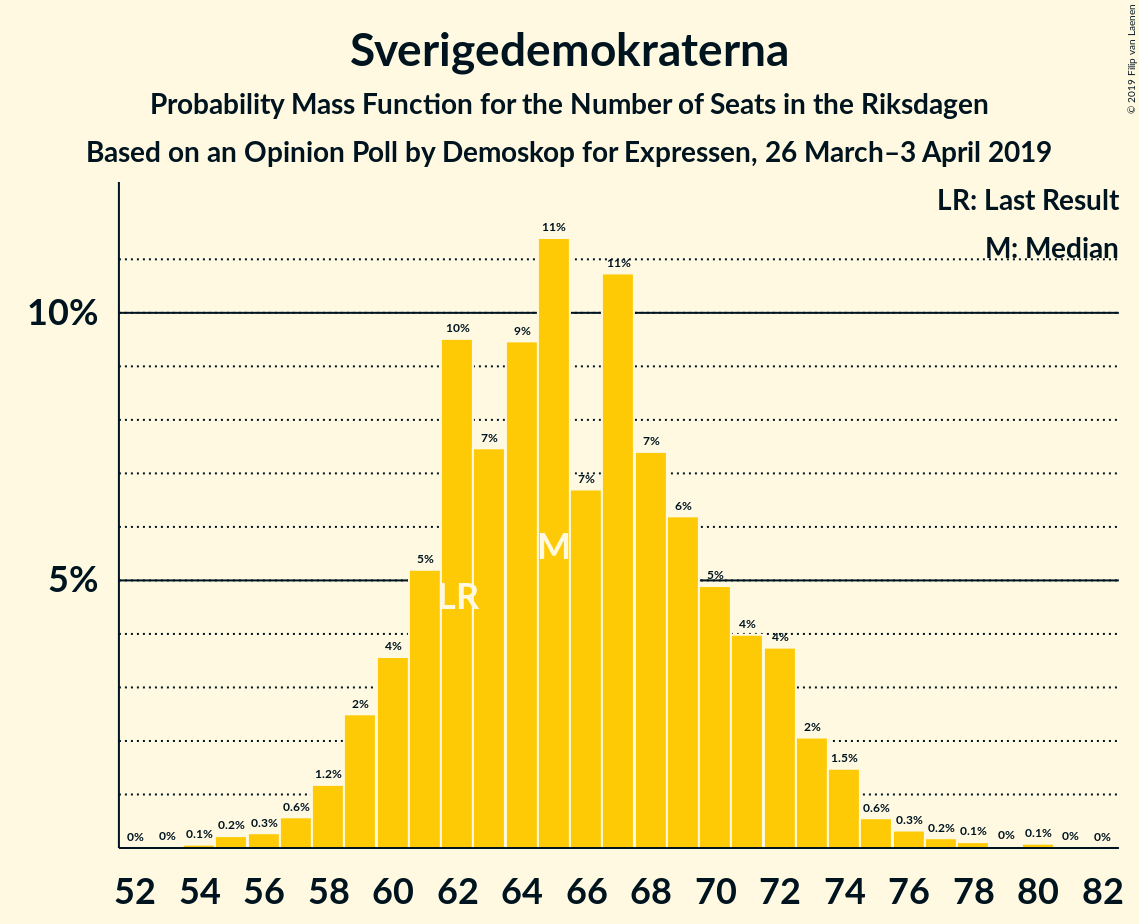 Sverigedemokraterna
Probability Mass Function for the Number of Seats in the Riksdagen
Based on an Opinion Poll by Demoskop for Expressen, 26 March–3 April 2019
© 2019 Filip van Laenen
LR: Last Result
M: Median
10%
5%
0% 0% 0.1% 0.2% 0.3% 0.6% 1.2% 2% 4% 5% 10% 7% 9% 11% 7% 11% 7% 6% 5% 4% 4% 2% 1.5% 0.6% 0.3% 0.2% 0.1% 0% 0.1% 0% 0%
LR M
52 54 56 58 60 62 64 66 68 70 72 74 76 78 80 82